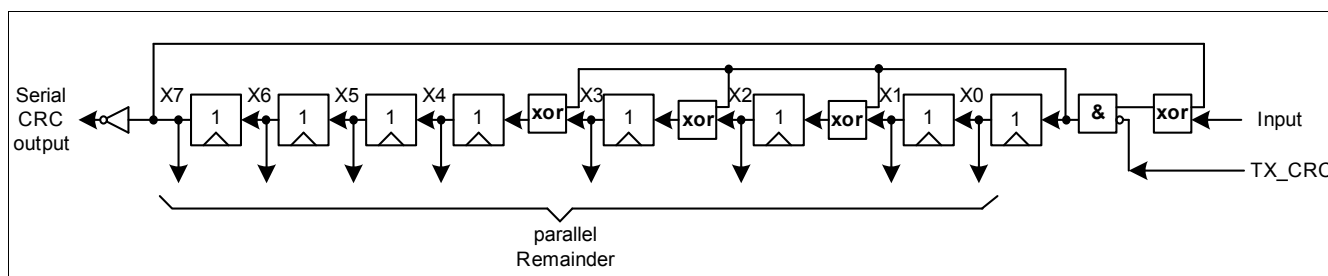 Serial
CRC
output
X7
1
X6
1
X5
1
X4
1
xor
X3
1
xor
X2
1
xor
X1
1
X0
1
&
xor
Input
TX_CRC
parallel
Remainder